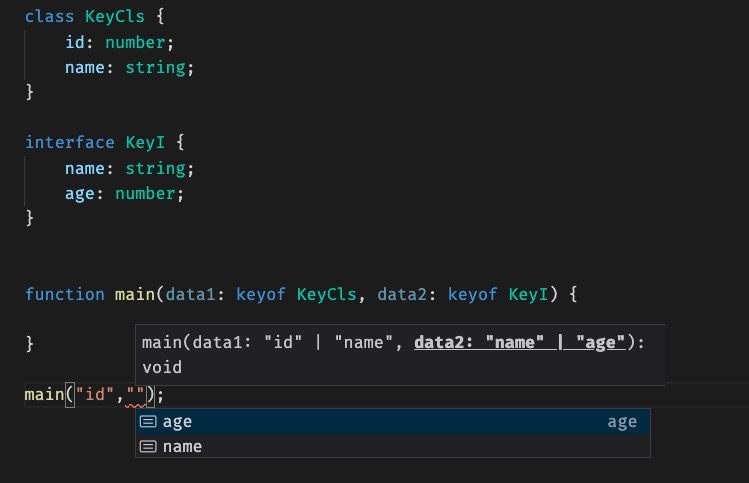 class KeyCls {
id: number;
name: string;
}
interface KeyI {
name: string;
age: number;
}
function main(data1: keyof KeyCls, data2: keyof KeyI) {
}
main(data1: "id" | "name", data2: "name" | "age"):
void
main("id","");
age age
name